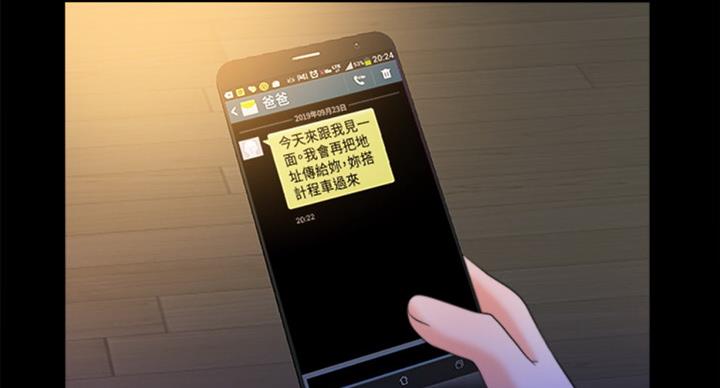 20:24
爸爸
2019年09月23日
今天來跟我見一
面。我會再把地
址傳給妳，妳搭
計程車過來
20:22